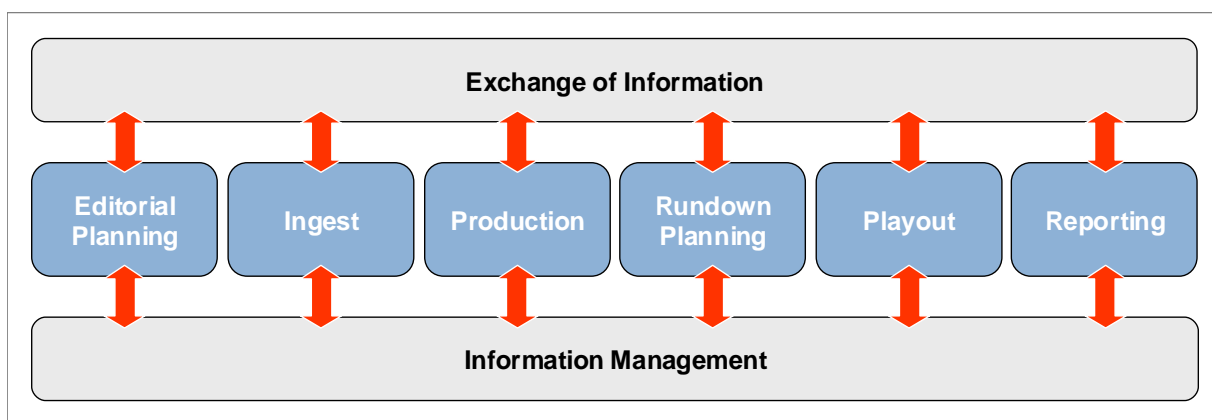 Exchange of Information
Editorial
Planning
Ingest
Production
Rundown
Planning
Playout
Reporting
Information Management